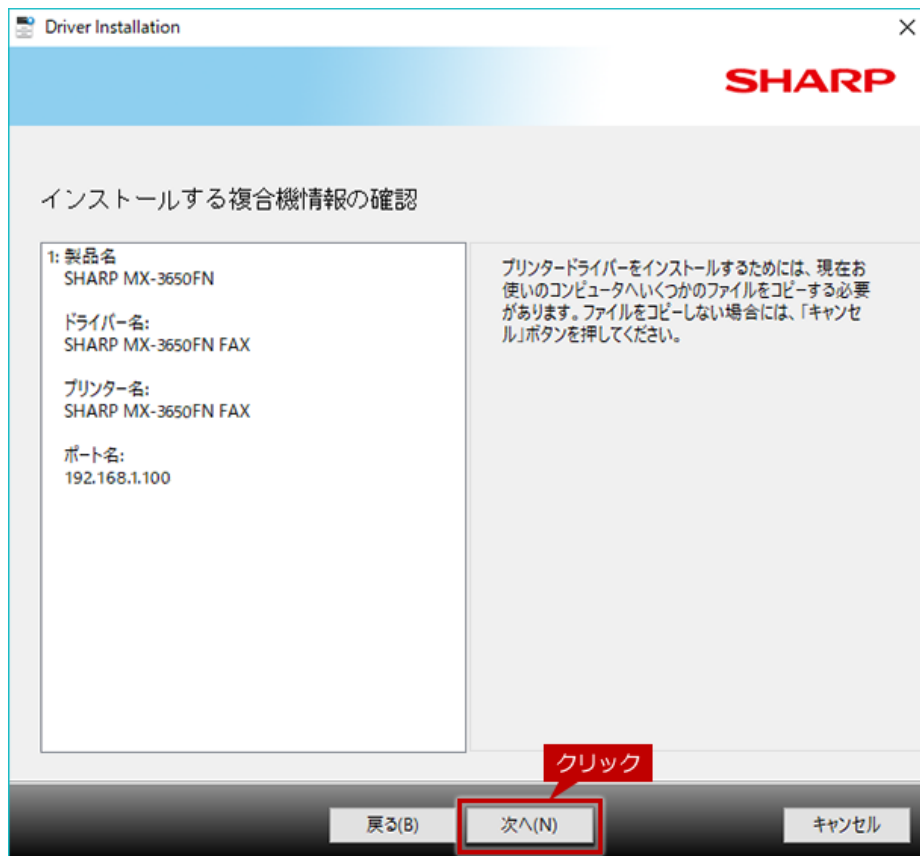 Driver Installation
SHARP
インストールする複合機情報の確認
1: 製品名
SHARP MX-3650FN
ドライバー名:
SHARP MX-3650FN FAX
プリンター名:
SHARP MX-3650FN FAX
ポート名:
192.168.1.100
プリンタードライバーをインストールするためには、現在お
使いのコンピュータへいくつかのファイルをコピーする必要
があります。ファイルをコピーしない場合には、「キャンセ
ル」ボタンを押してください。
クリック
戻る(B)
次へ(N)
キャンセル